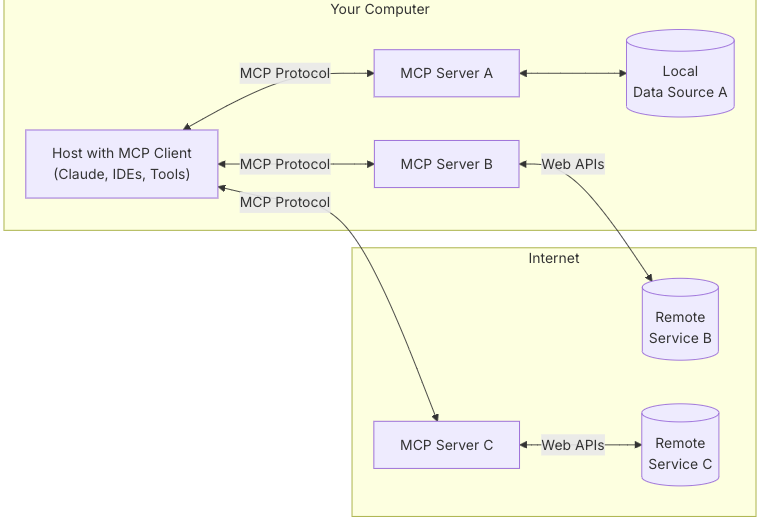 Your Computer
MCP Protocol
MCP Server A
Local
Data Source A
Host with MCP Client
(Claude, IDEs, Tools)
MCP Protocol
MCP Server B
Web APIs
MCP Protocol
Internet
Remote
Service B
MCP Server C
Web APIs
Remote
Service C